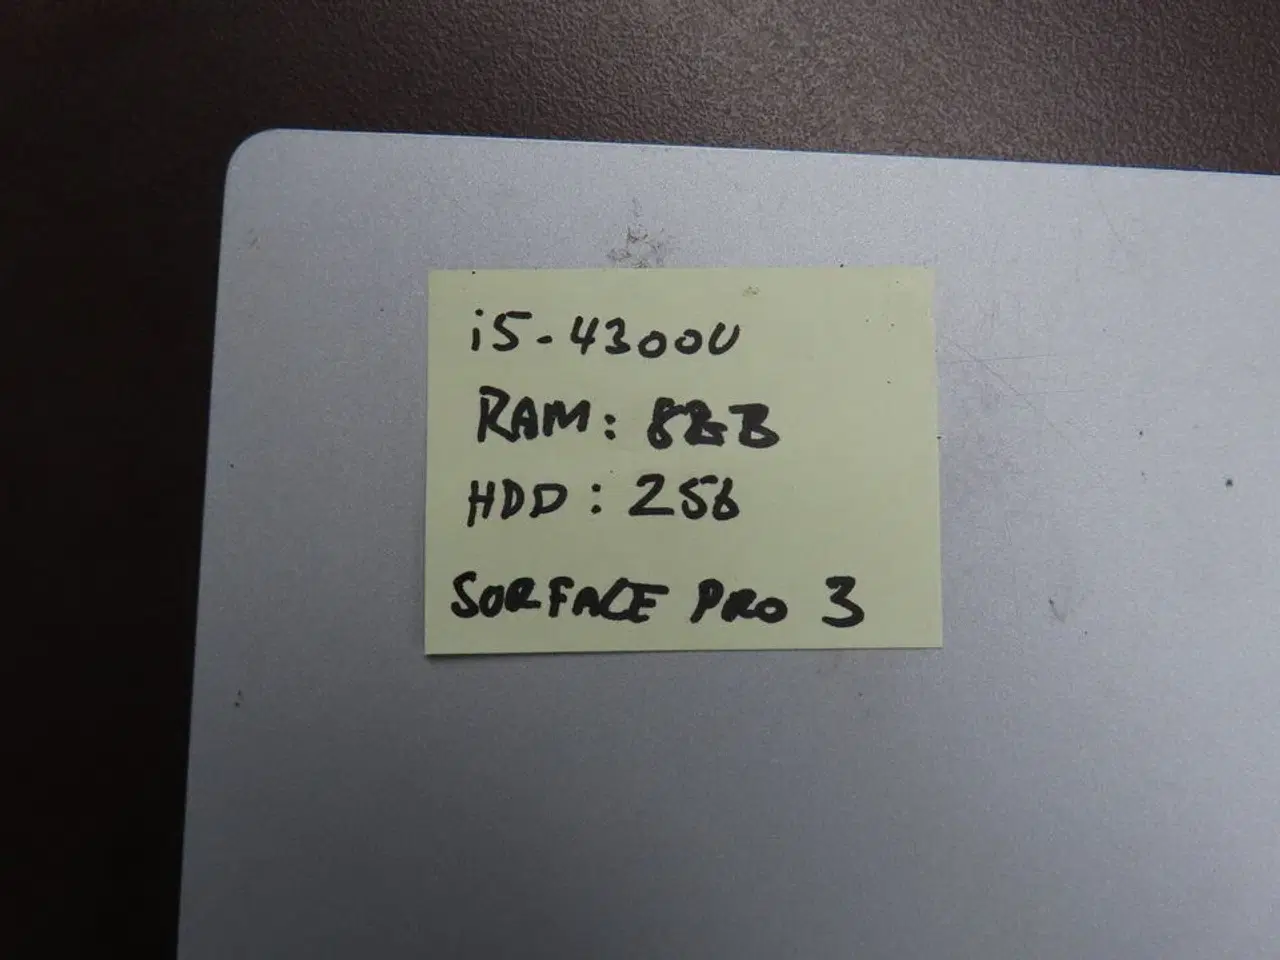 i5-4300U
RAM: 8GB
HDD: 256
SORFACE PRO 3